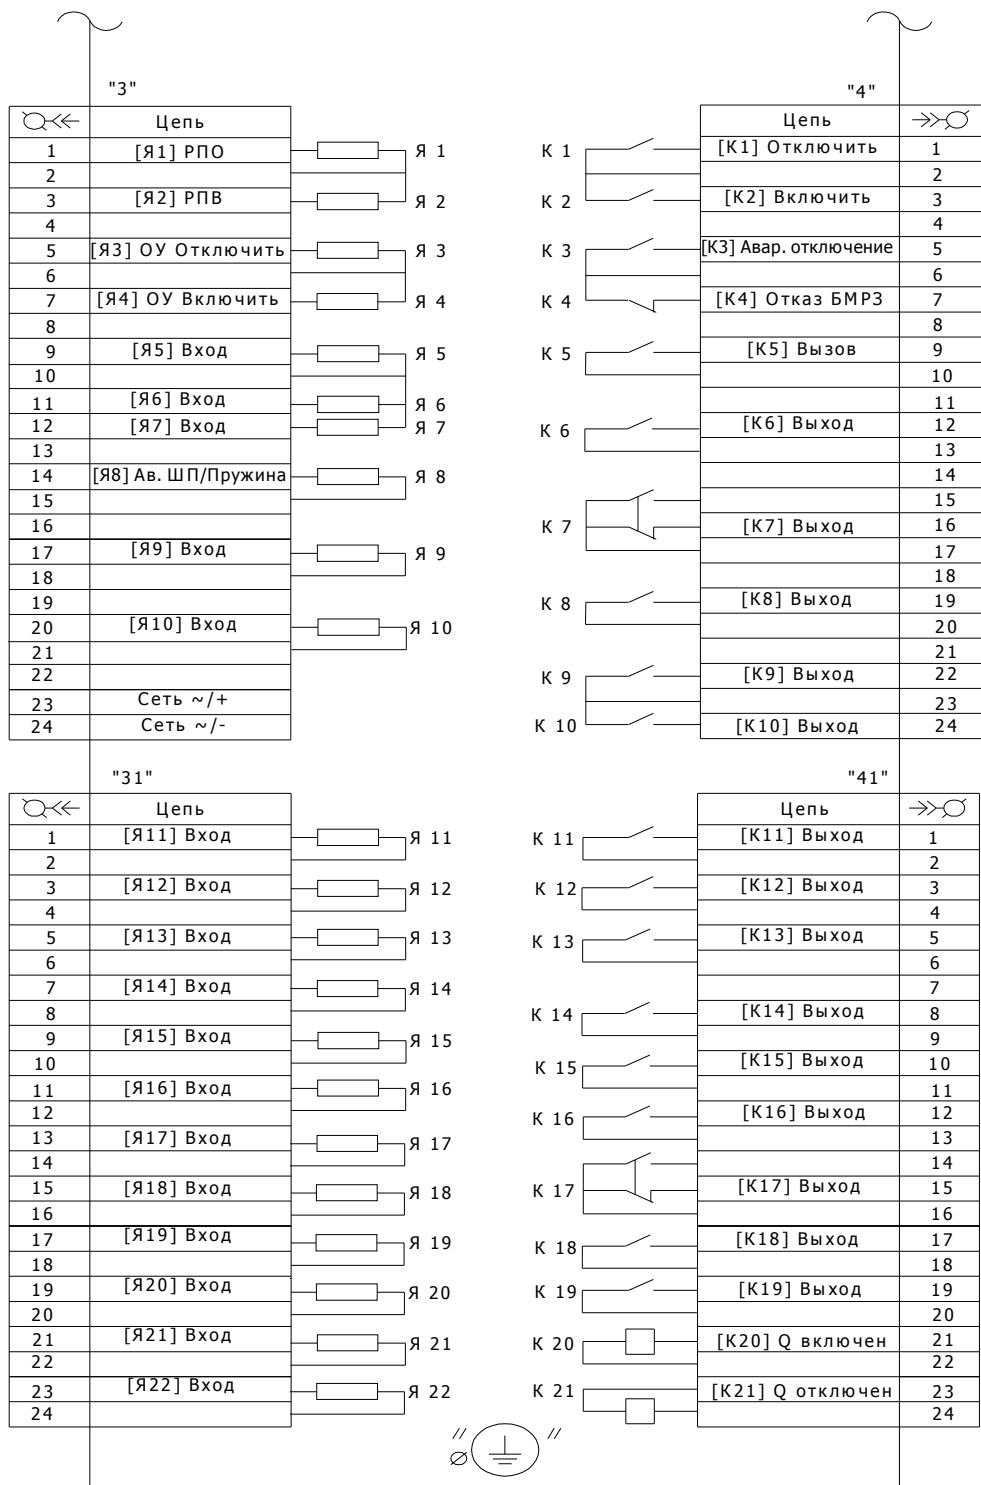 "3"
Цепь
1 [Я1] РПО Я 1
2
3 [Я2] РПВ Я 2
4
5 [Я3] ОУ Отключить Я 3
6
7 [Я4] ОУ Включить Я 4
8
9 [Я5] Вход Я 5
10
11 [Я6] Вход Я 6
12 [Я7] Вход Я 7
13
14 [Я8] Ав. ШП/Пружина Я 8
15
16
17 [Я9] Вход Я 9
18
19
20 [Я10] Вход Я 10
21
22
23 Сеть ~/+
24 Сеть ~/-
"4"
Цепь
К 1 [К1] Отключить 1
2
К 2 [К2] Включить 3
4
К 3 [К3] Авар. отключение 5
6
К 4 [К4] Отказ БМРЗ 7
8
К 5 [К5] Вызов 9
10
11
К 6 [К6] Выход 12
13
14
15
К 7 [К7] Выход 16
17
18
К 8 [К8] Выход 19
20
21
К 9 [К9] Выход 22
23
К 10 [К10] Выход 24
"31"
Цепь
1 [Я11] Вход Я 11
2
3 [Я12] Вход Я 12
4
5 [Я13] Вход Я 13
6
7 [Я14] Вход Я 14
8
9 [Я15] Вход Я 15
10
11 [Я16] Вход Я 16
12
13 [Я17] Вход Я 17
14
15 [Я18] Вход Я 18
16
17 [Я19] Вход Я 19
18
19 [Я20] Вход Я 20
20
21 [Я21] Вход Я 21
22
23 [Я22] Вход Я 22
24
"41"
Цепь
К 11 [К11] Выход 1
2
К 12 [К12] Выход 3
4
К 13 [К13] Выход 5
6
7
К 14 [К14] Выход 8
9
К 15 [К15] Выход 10
11
К 16 [К16] Выход 12
13
14
К 17 [К17] Выход 15
16
К 18 [К18] Выход 17
18
К 19 [К19] Выход 19
20
К 20 [К20] Q включен 21
22
К 21 [К21] Q отключен 23
24